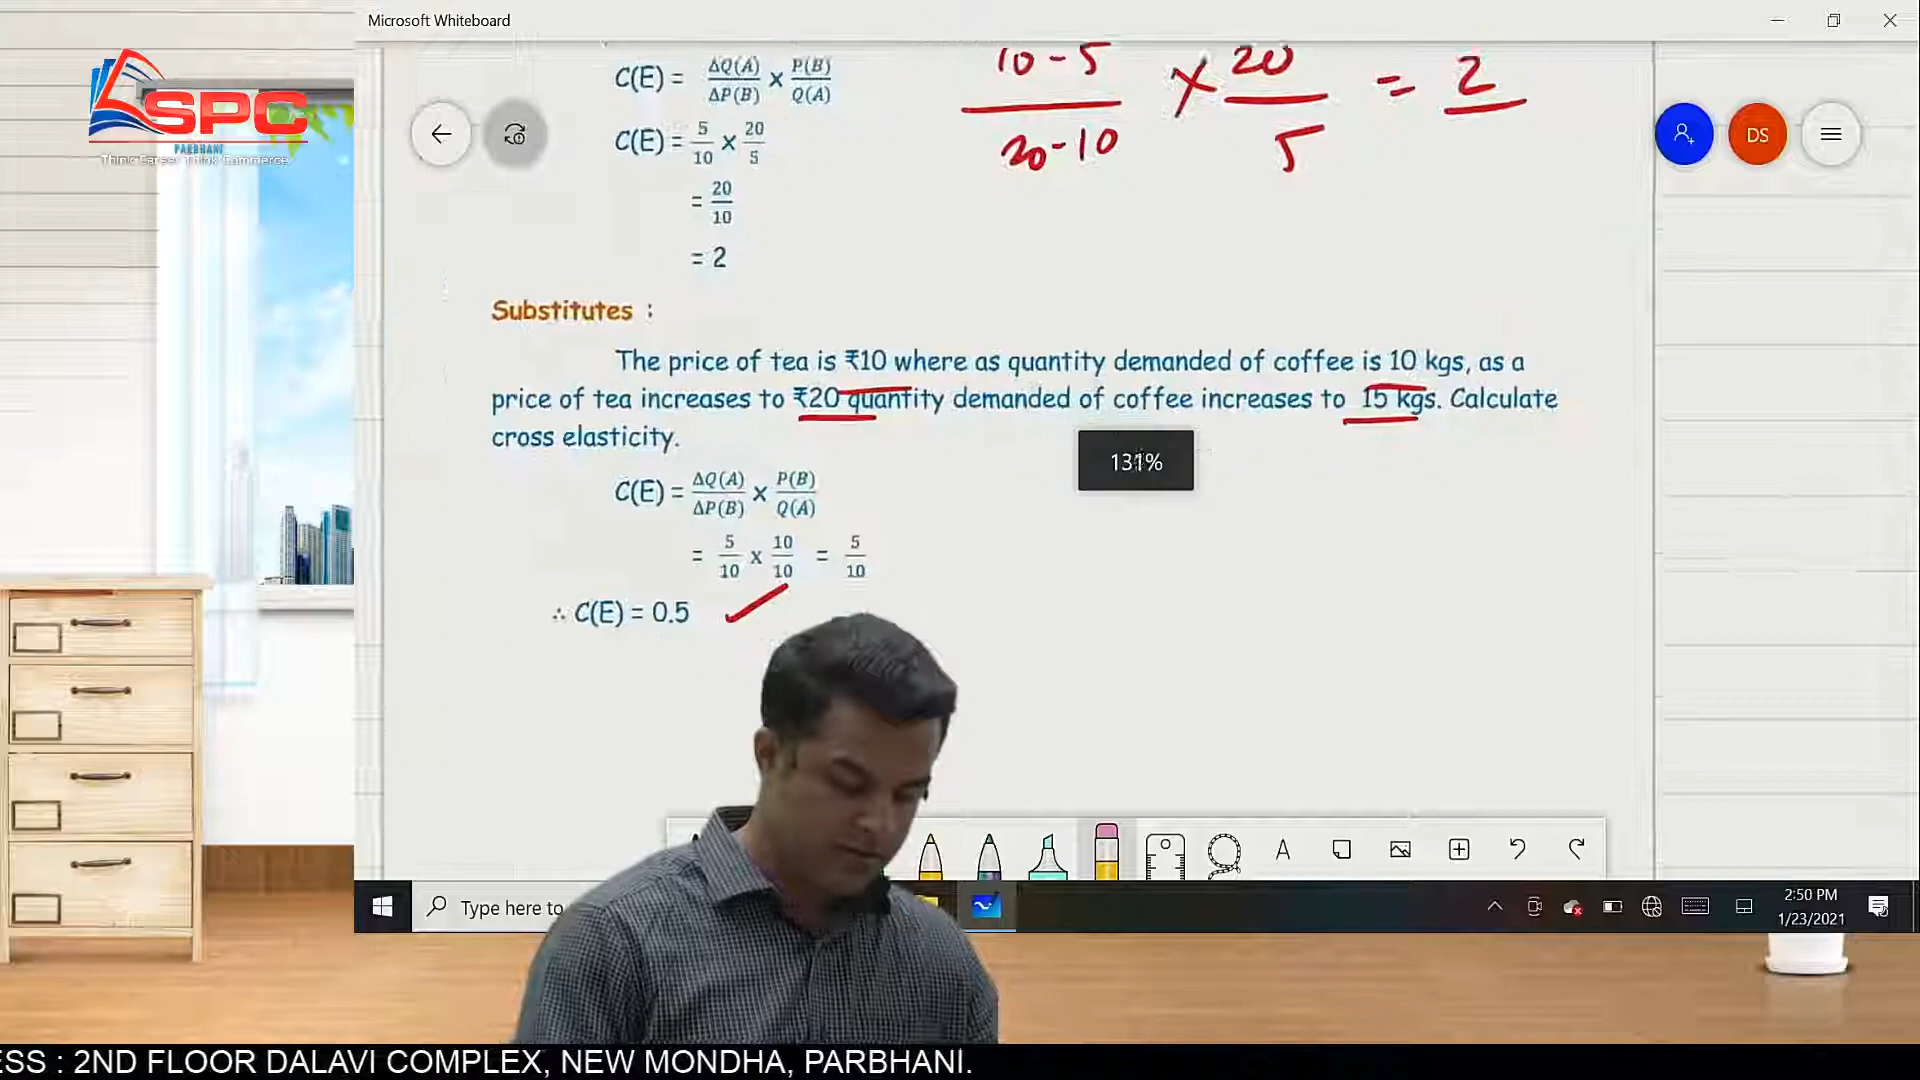 Microsoft Whiteboard
SPC
PARBHANI
Think Career Think Commerce
C(E) = ΔQ(A)/ΔP(B) × P(B)/Q(A)
C(E) = 5/10 × 20/5
= 20/10
= 2
10-5/20-10 × 20/5 = 2
DS
Substitutes :
The price of tea is ₹10 where as quantity demanded of coffee is 10 kgs, as a
price of tea increases to ₹20 quantity demanded of coffee increases to 15 kgs. Calculate
cross elasticity.
131%
C(E) = ΔQ(A)/ΔP(B) x P(B)/Q(A)
= 5/10 x 10/10 = 5/10
∴ C(E) = 0.5
A
Type here to
2:50 PM
1/23/2021
ESS : 2ND FLOOR DALAVI COMPLEX, NEW MONDHA, PARBHANI.